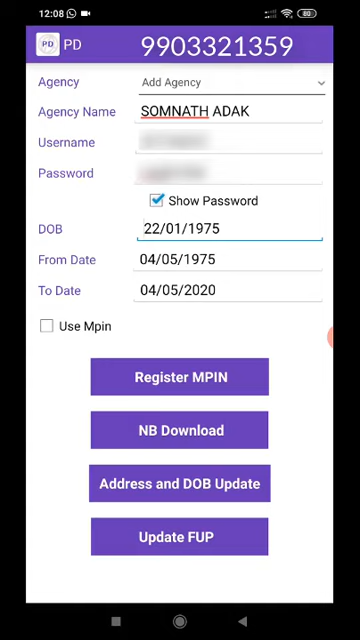 12:08
80
PD PD 9903321359
Agency Add Agency
Agency Name SOMNATH ADAK
Username
Password
Show Password
DOB 22/01/1975
From Date 04/05/1975
To Date 04/05/2020
Use Mpin
Register MPIN
NB Download
Address and DOB Update
Update FUP